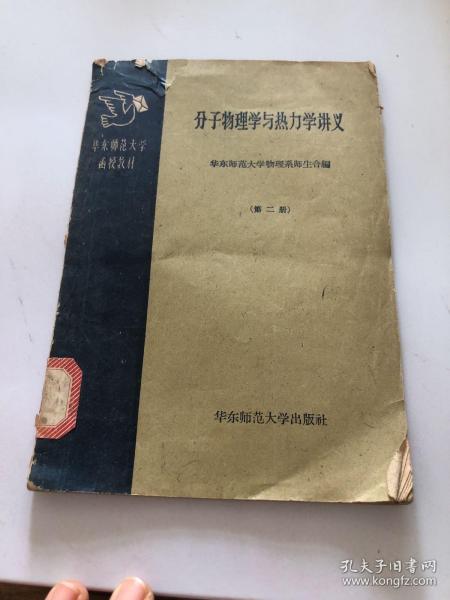 分子物理学与热力学讲义
华东师范大学物理系师生合編
(第二册)
华东师范大学
函授教材
华东师范大学出版社
孔夫子旧书网
www.kongfz.com